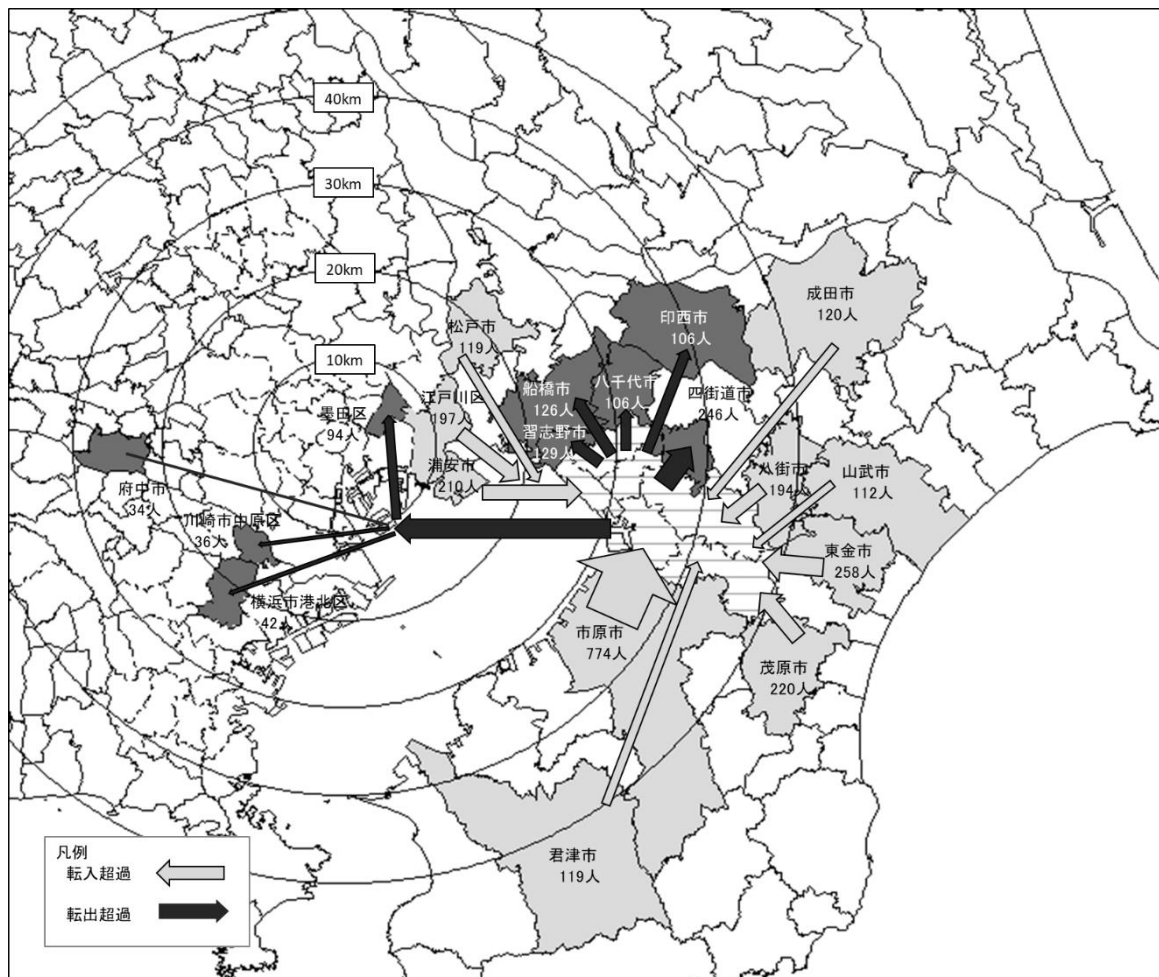 40km
30km
20km
10km
成田市
120人
印西市
106人
松戸市
119人
船橋市
126人
八千代市
106人
四街道市
246人
江戸川区
197人
習志野市
129人
墨田区
94人
浦安市
210人
八街市
194人
山武市
112人
府中市
34人
川崎市中原区
36人
東金市
258人
横浜市港北区
42人
市原市
774人
茂原市
220人
君津市
119人
凡例
転入超過
転出超過